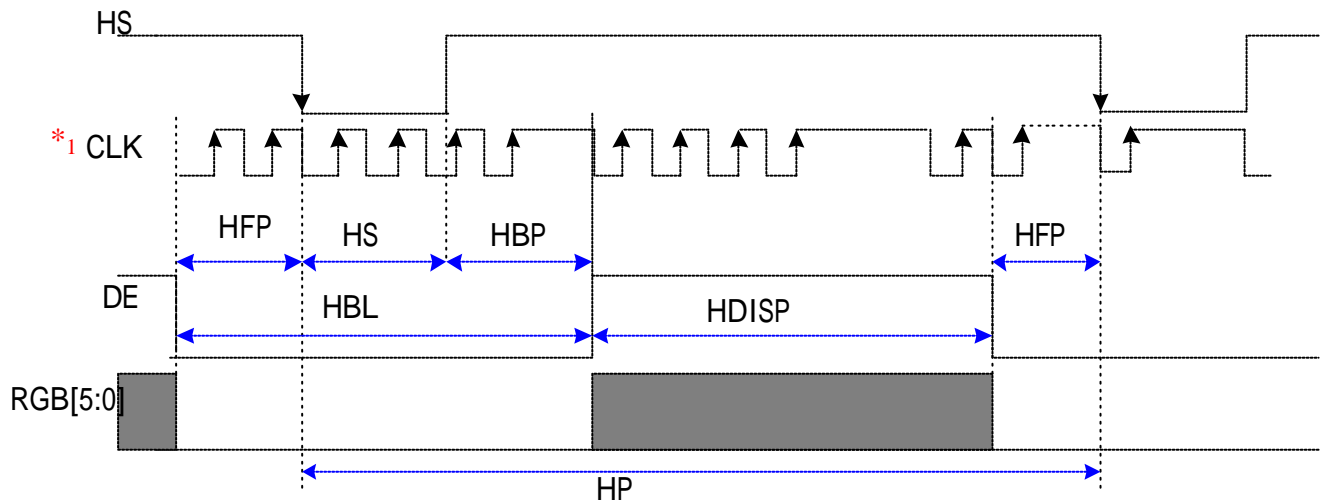 HS
*1 CLK
HFP
HS
HBP
HFP
DE
HBL
HDISP
RGB[5:0]
HP